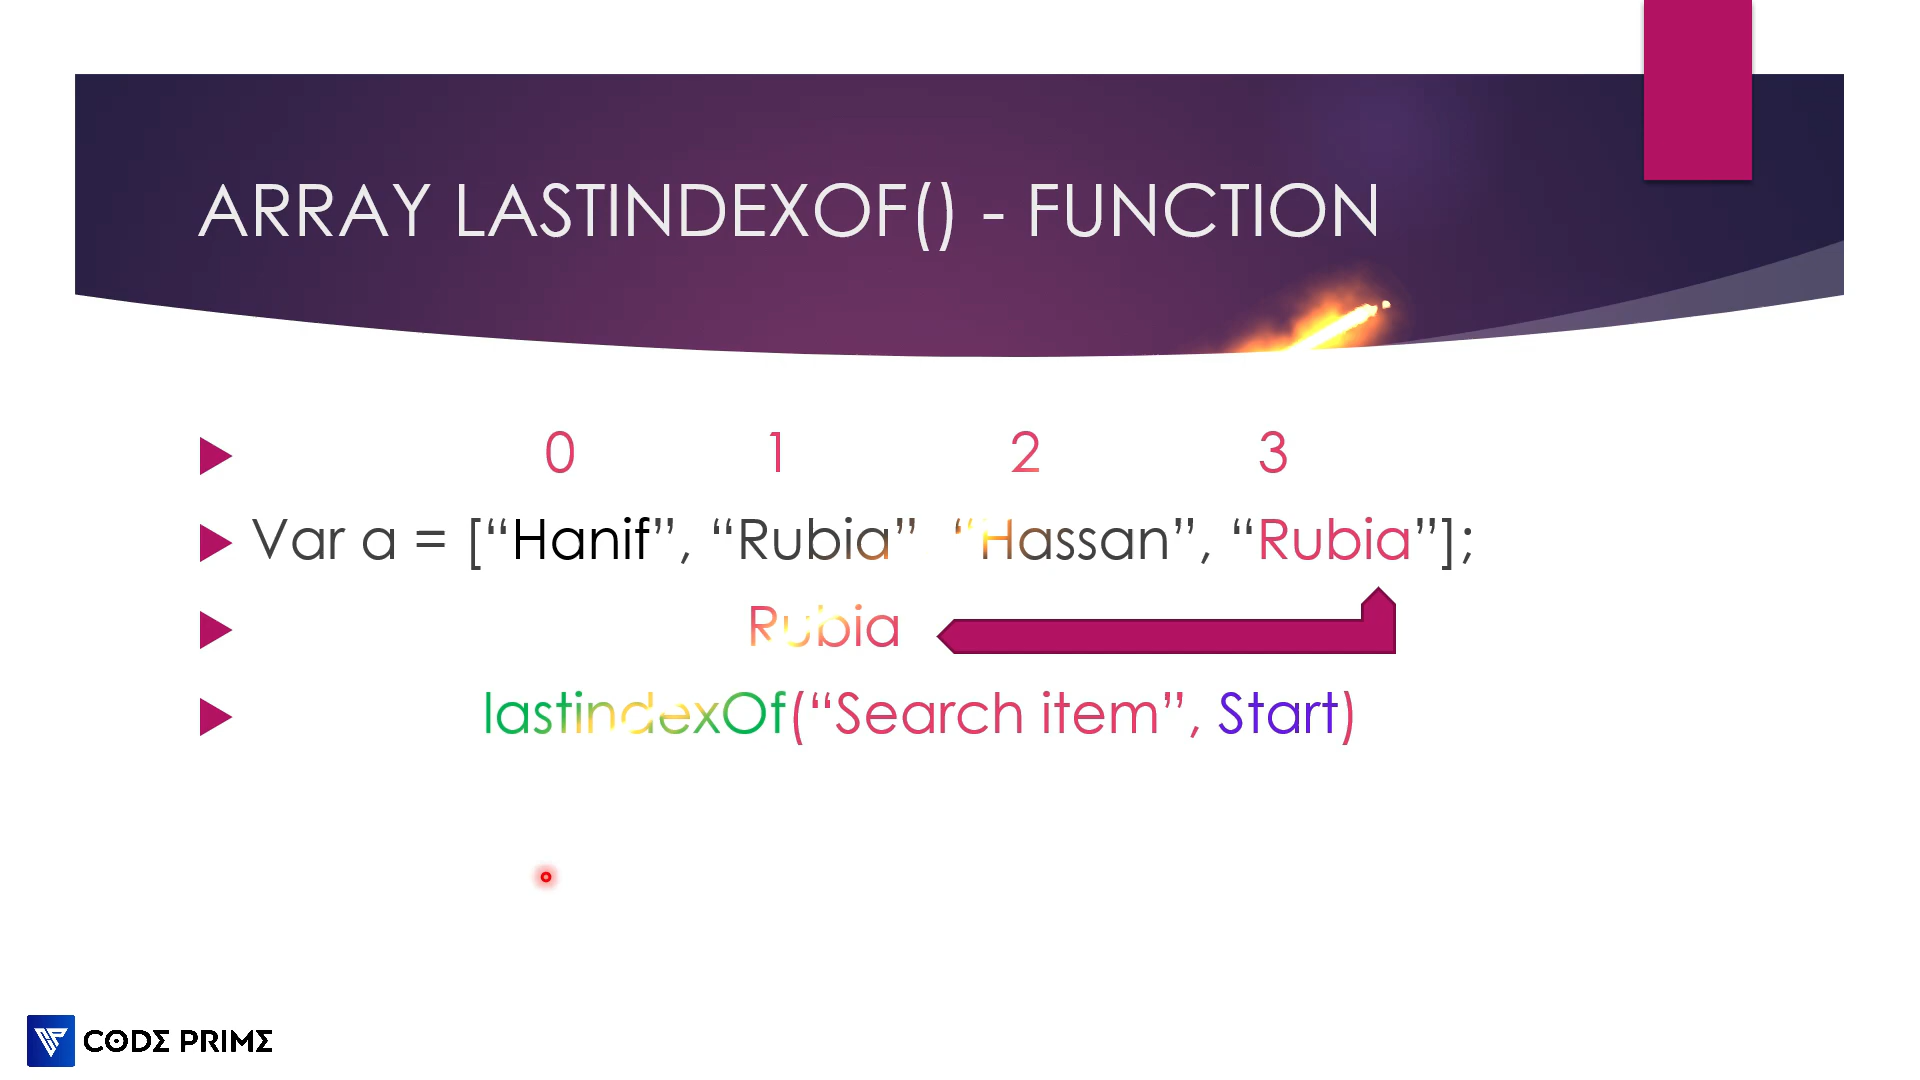 ARRAY LASTINDEXOF() - FUNCTION
0 1 2 3
Var a = [“Hanif”, “Rubia” “Hassan”, “Rubia”];
Rubia
lastindexOf(“Search item”, Start)
CODE PRIME